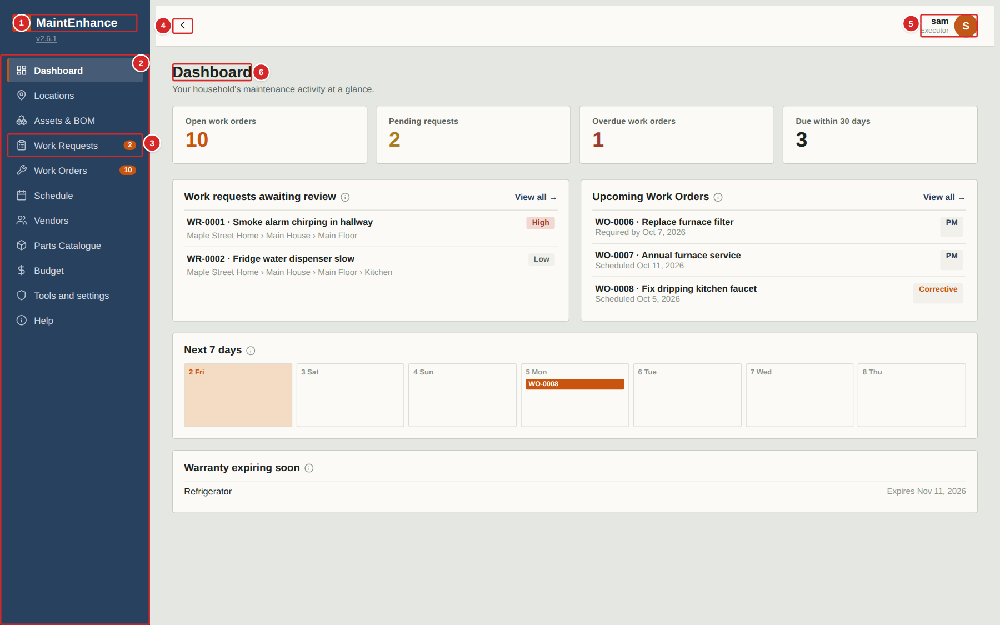 1 MaintEnhance
v2.6.1
2
Dashboard
Locations
Assets & BOM
Work Requests 2 3
Work Orders 10
Schedule
Vendors
Parts Catalogue
Budget
Tools and settings
Help
4
5 sam
Executor
S
Dashboard 6
Your household's maintenance activity at a glance.
Open work orders
10
Pending requests
2
Overdue work orders
1
Due within 30 days
3
Work requests awaiting review View all →
WR-0001 · Smoke alarm chirping in hallway High
Maple Street Home › Main House › Main Floor
WR-0002 · Fridge water dispenser slow Low
Maple Street Home › Main House › Main Floor › Kitchen
Upcoming Work Orders View all →
WO-0006 · Replace furnace filter PM
Required by Oct 7, 2026
WO-0007 · Annual furnace service PM
Scheduled Oct 11, 2026
WO-0008 · Fix dripping kitchen faucet Corrective
Scheduled Oct 5, 2026
Next 7 days
2 Fri
3 Sat
4 Sun
5 Mon
WO-0008
6 Tue
7 Wed
8 Thu
Warranty expiring soon
Refrigerator Expires Nov 11, 2026